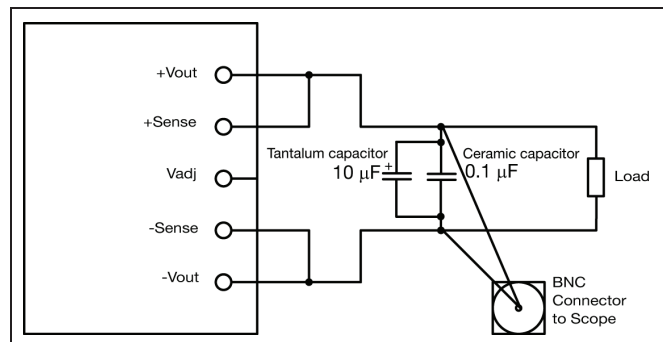 +Vout
+Sense
Vadj
-Sense
-Vout
Tantalum capacitor
10 μF
+
Ceramic capacitor
0.1 μF
Load
BNC
Connector
to Scope